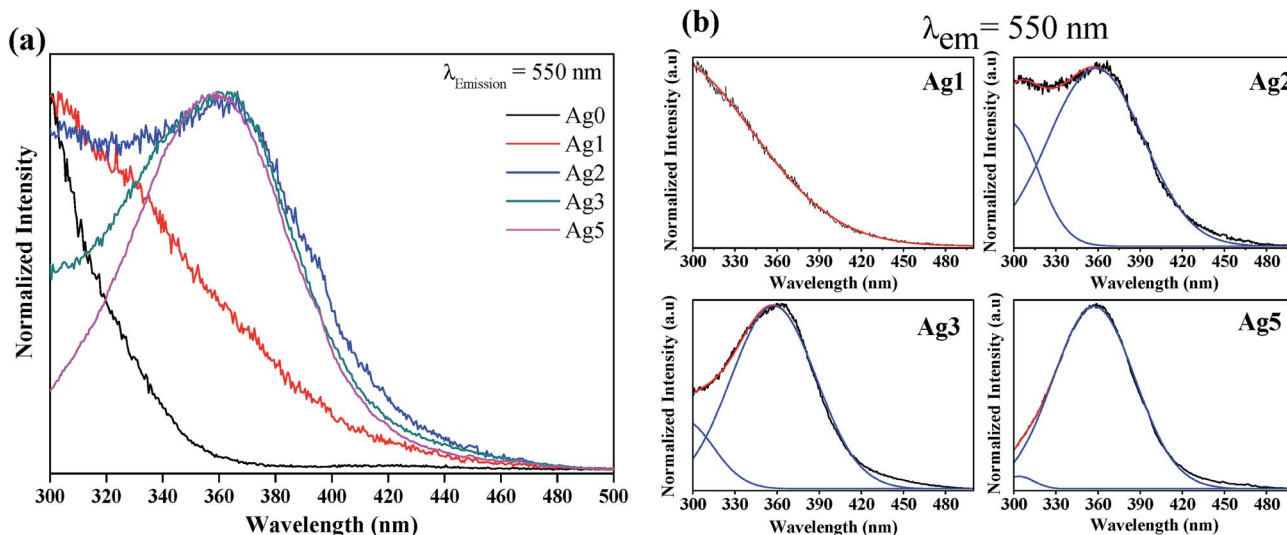 (a)
λEmission = 550 nm
Ag0
Ag1
Ag2
Ag3
Ag5
Normalized Intensity
300 320 340 360 380 400 420 440 460 480 500
Wavelength (nm)
(b)
λem= 550 nm
Ag1
Normalized Intensity (a.u)
300 330 360 390 420 450 480
Wavelength (nm)
Ag2
Normalized Intensity (a.u)
300 330 360 390 420 450 480
Wavelength (nm)
Ag3
Normalized Intensity (a.u)
300 330 360 390 420 450 480
Wavelength (nm)
Ag5
Normalized Intensity (a.u)
300 330 360 390 420 450 480
Wavelength (nm)